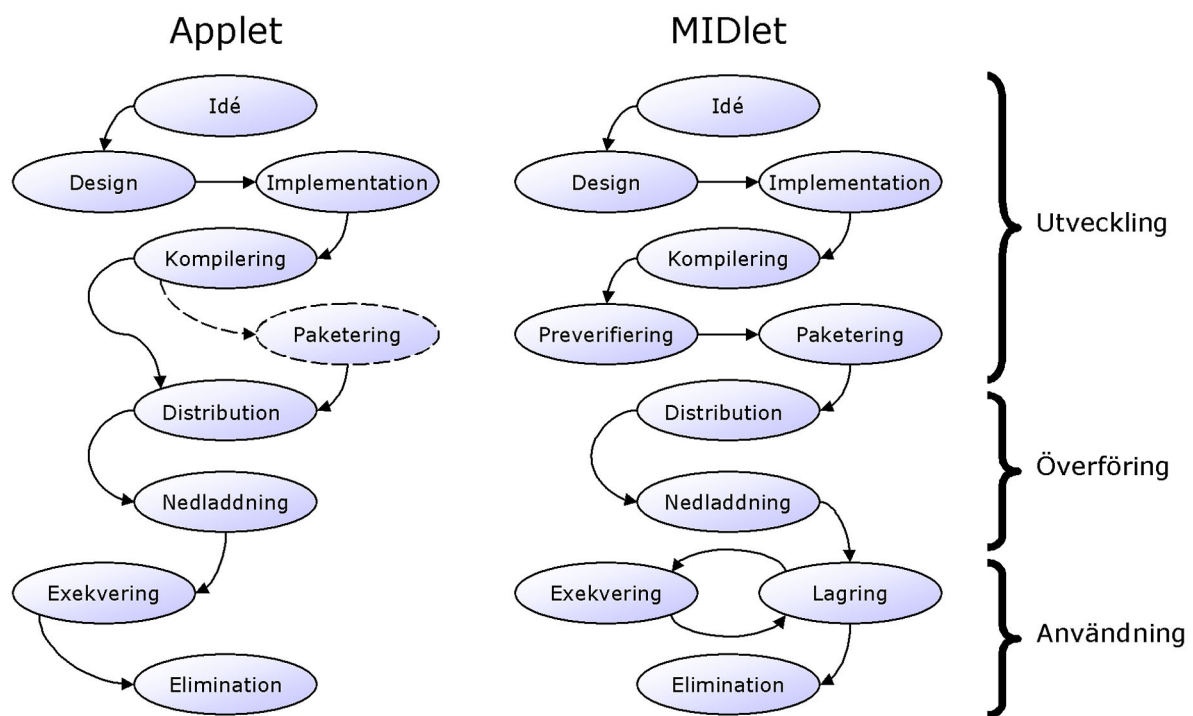 Applet
Idé
Design
Implementation
Kompilering
Paketering
Distribution
Nedladdning
Exekvering
Elimination
MIDlet
Idé
Design
Implementation
Kompilering
Preverifiering
Paketering
Distribution
Nedladdning
Exekvering
Lagring
Elimination
Utveckling
Överföring
Användning